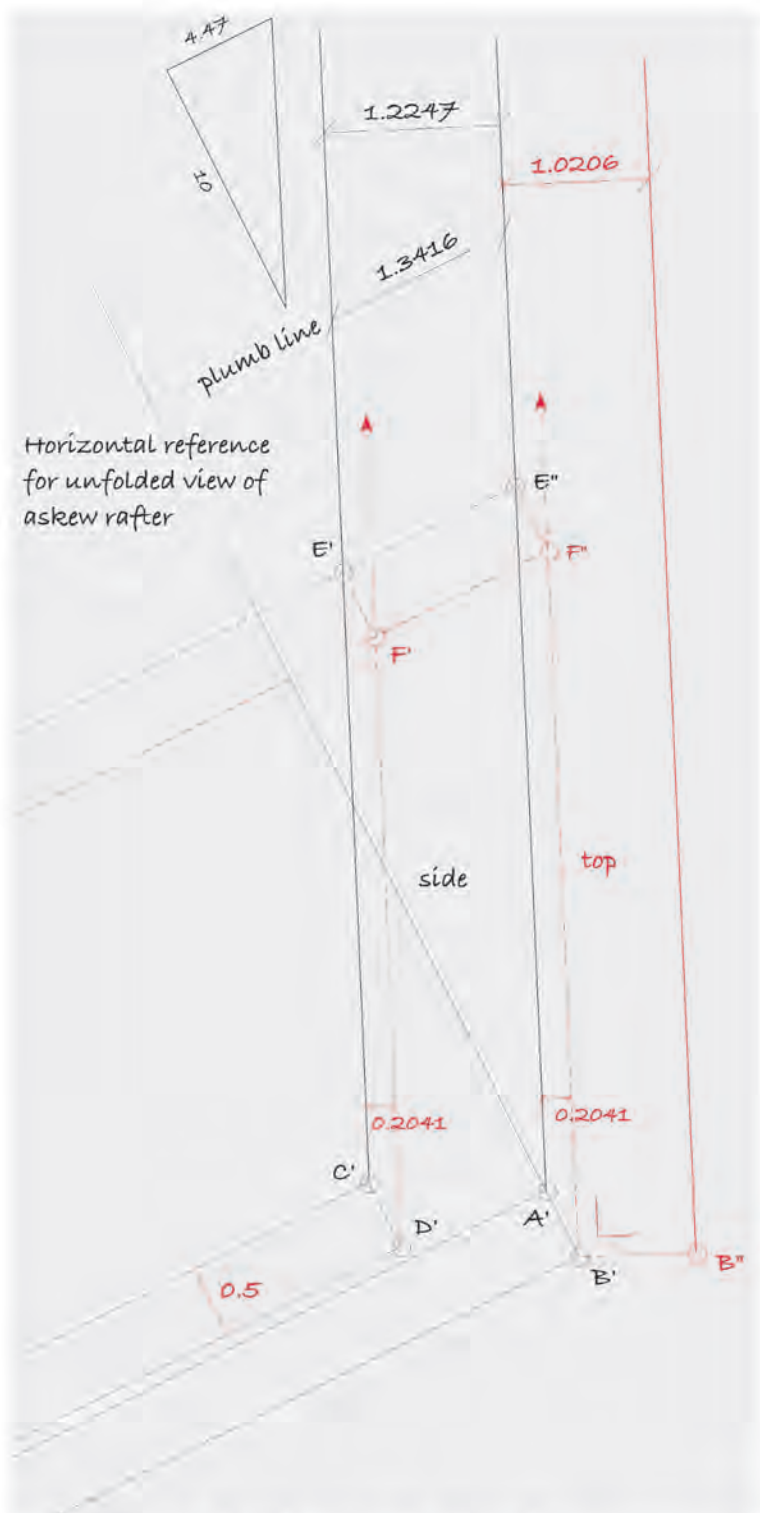 4.47
10
1.2247
1.0206
1.3416
plumb line
Horizontal reference
for unfolded view of
askew rafter
E'
E"
F"
F'
side
top
0.2041
0.2041
C'
A'
D'
B'
B"
0.5